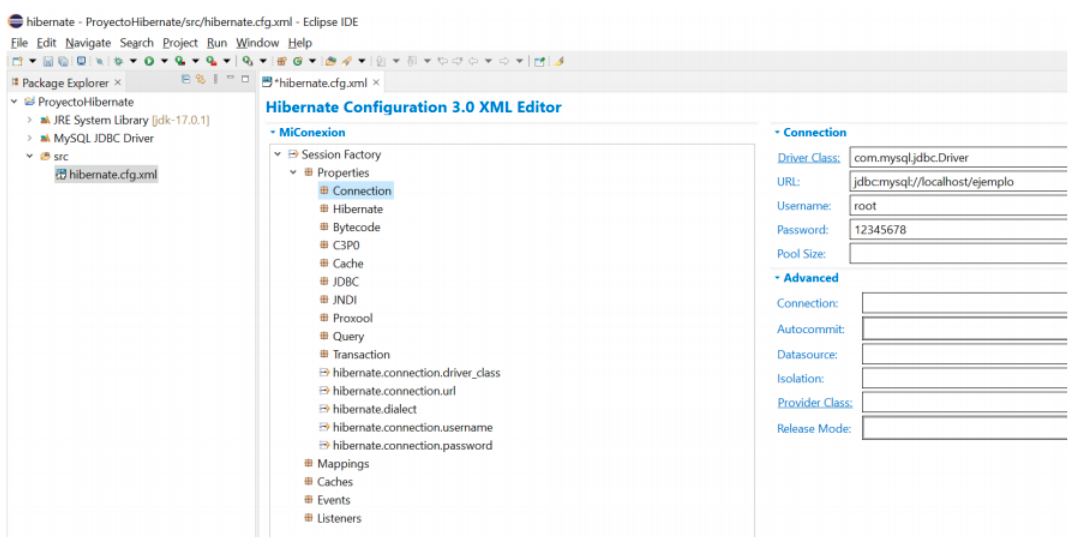 hibernate - ProyectoHibernate/src/hibernate.cfg.xml - Eclipse IDE
File Edit Navigate Search Project Run Window Help
Package Explorer
*hibernate.cfg.xml
ProyectoHibernate
JRE System Library [jdk-17.0.1]
MySQL JDBC Driver
src
hibernate.cfg.xml
Hibernate Configuration 3.0 XML Editor
MiConexion
Session Factory
Properties
Connection
Hibernate
Bytecode
C3P0
Cache
JDBC
JNDI
Proxool
Query
Transaction
hibernate.connection.driver_class
hibernate.connection.url
hibernate.dialect
hibernate.connection.username
hibernate.connection.password
Mappings
Caches
Events
Listeners
Connection
Driver Class: com.mysql.jdbc.Driver
URL: jdbc:mysql://localhost/ejemplo
Username: root
Password: 12345678
Pool Size:
Advanced
Connection:
Autocommit:
Datasource:
Isolation:
Provider Class:
Release Mode: